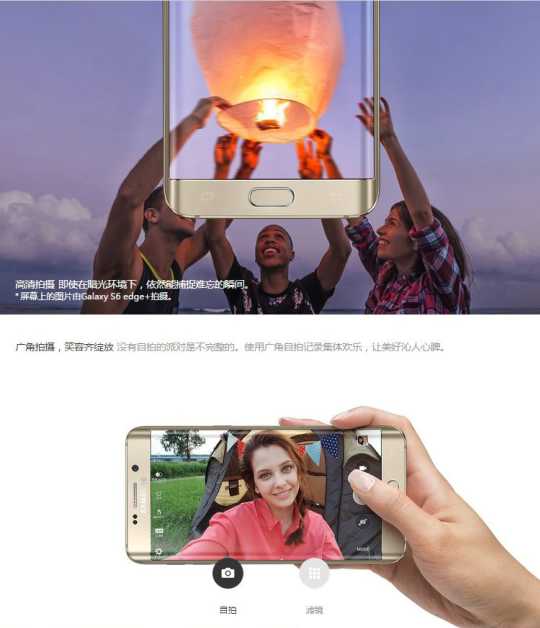 高清拍摄 即使在暗光环境下，依然能捕捉难忘的瞬间。
* 屏幕上的图片由Galaxy S6 edge+拍摄。
广角拍摄，笑容齐绽放 没有自拍的派对是不完整的。使用广角自拍记录集体欢乐，让美好沁人心脾。
SAMSUNG
MODE
自拍
滤镜